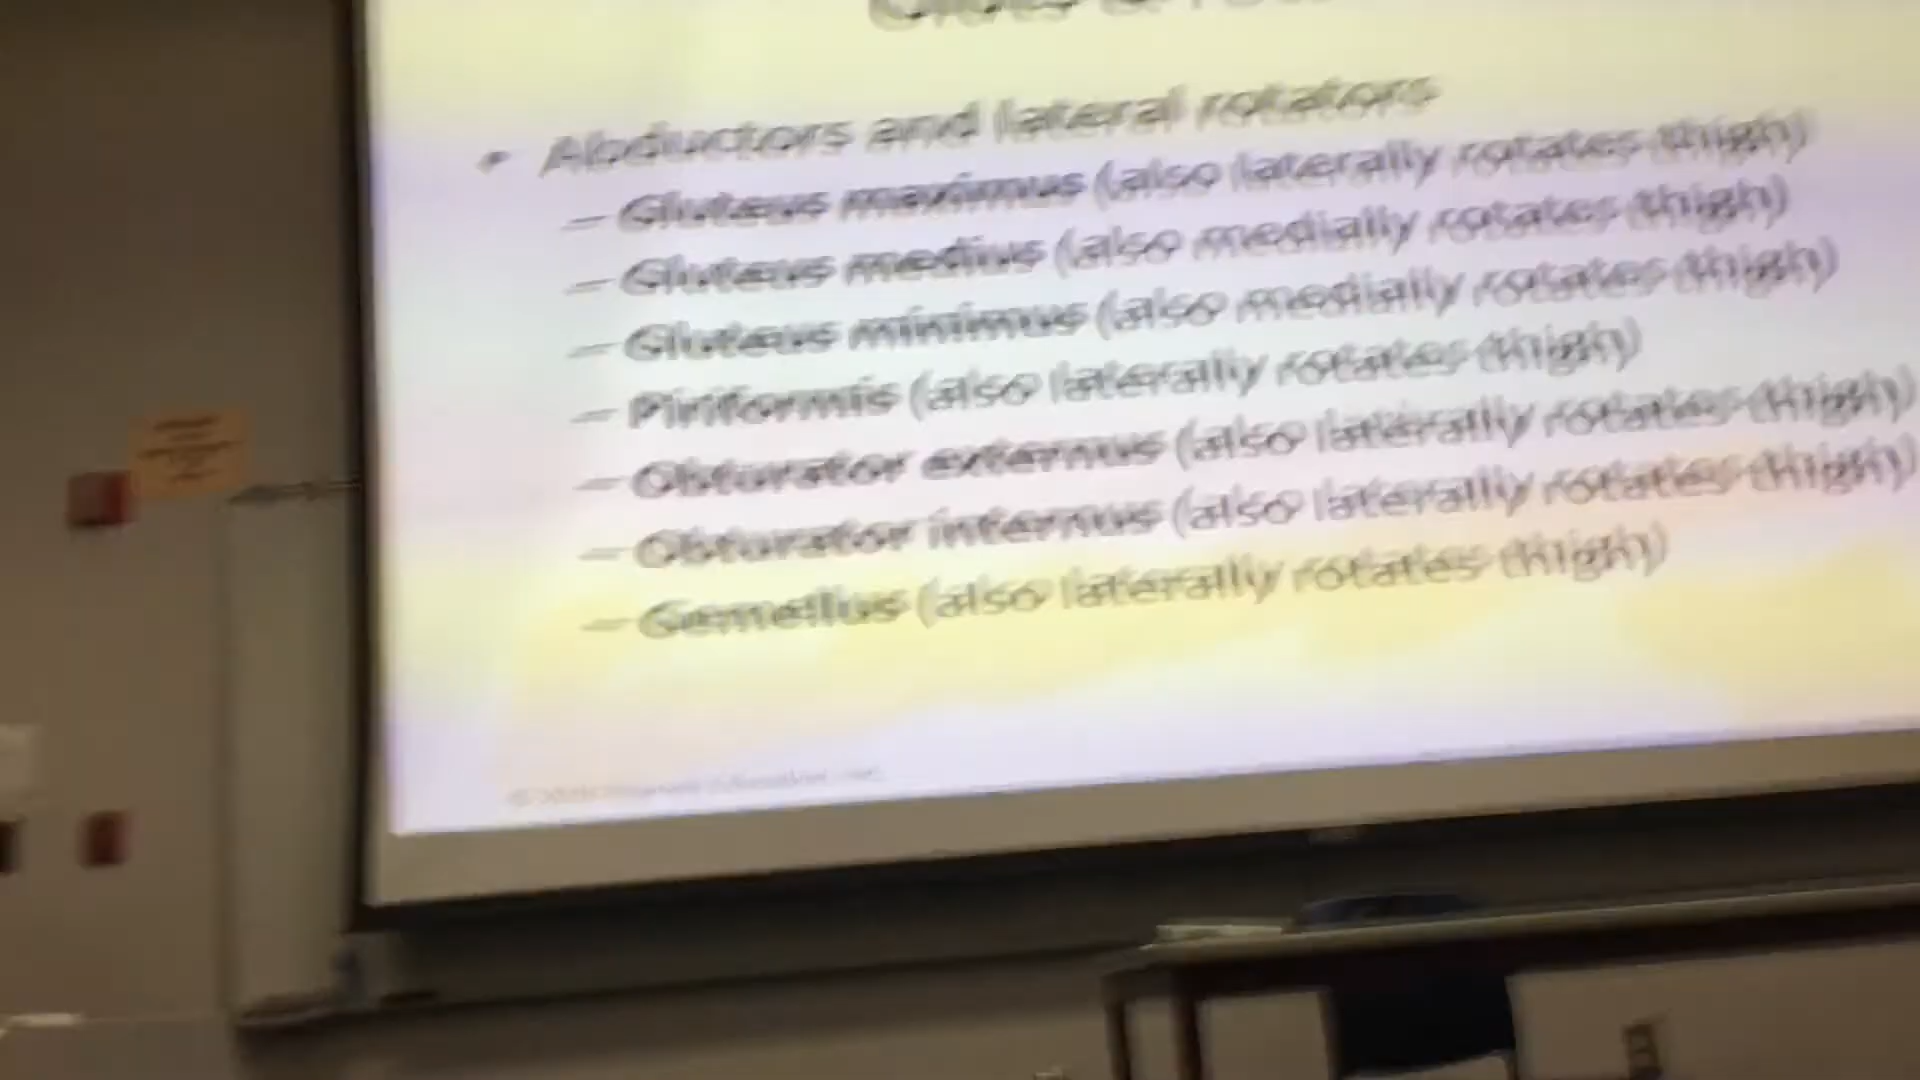 • Abductors and lateral rotators
– Gluteus maximus (also laterally rotates thigh)
– Gluteus medius (also medially rotates thigh)
– Gluteus minimus (also medially rotates thigh)
– Piriformis (also laterally rotates thigh)
– Obturator externus (also laterally rotates thigh)
– Obturator internus (also laterally rotates thigh)
– Gemellus (also laterally rotates thigh)